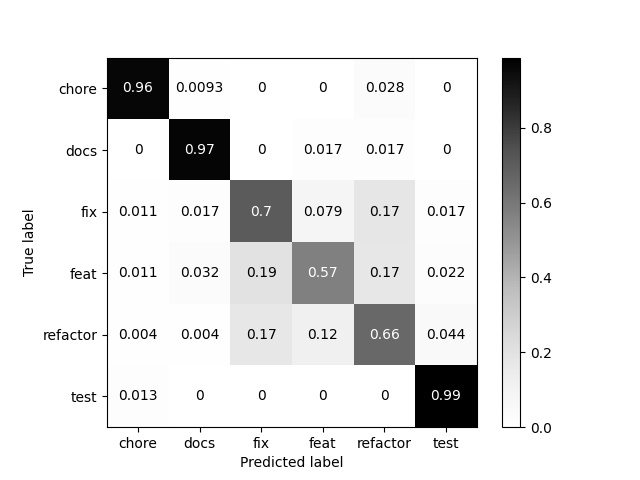 chore 0.96 0.0093 0 0 0.028 0
docs 0 0.97 0 0.017 0.017 0
fix 0.011 0.017 0.7 0.079 0.17 0.017
feat 0.011 0.032 0.19 0.57 0.17 0.022
refactor 0.004 0.004 0.17 0.12 0.66 0.044
test 0.013 0 0 0 0 0.99
chore docs fix feat refactor test
Predicted label
True label
0.8
0.6
0.4
0.2
0.0